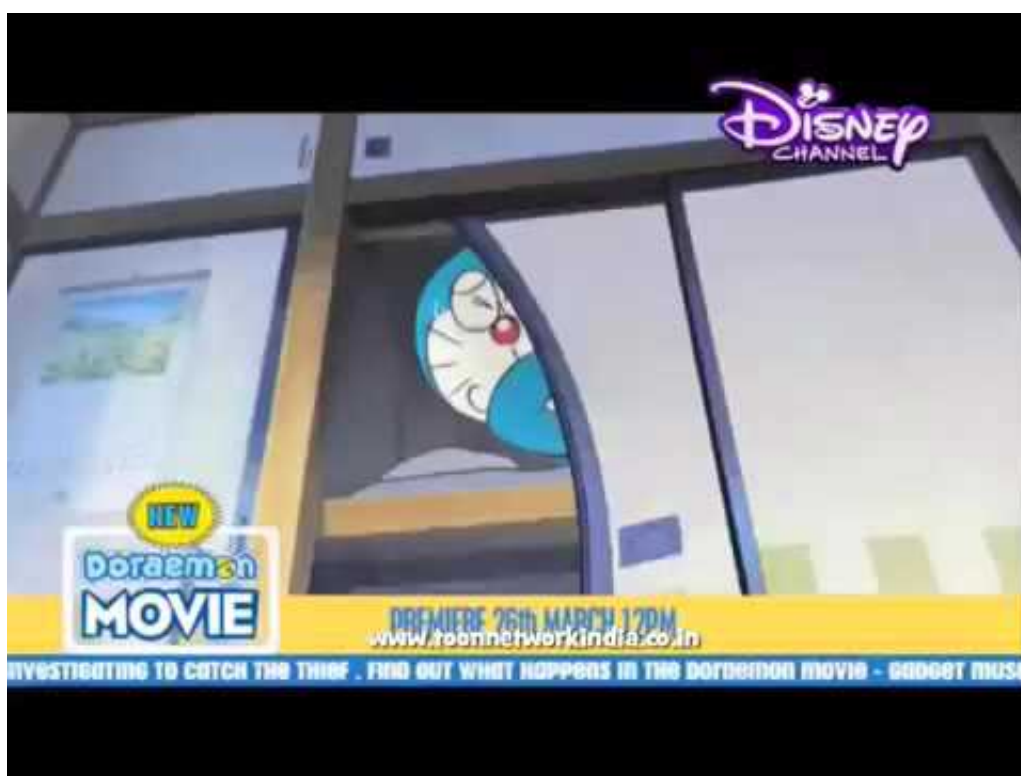 DISNEY
CHANNEL
NEW
DORAEMON
MOVIE
PREMIERE 26th MARCH 12PM
www.toonnetworkindia.co.in
INVESTIGATING TO CATCH THE THIEF . FIND OUT WHAT HAPPENS IN THE DORAEMON MOVIE - GADGET MUSE